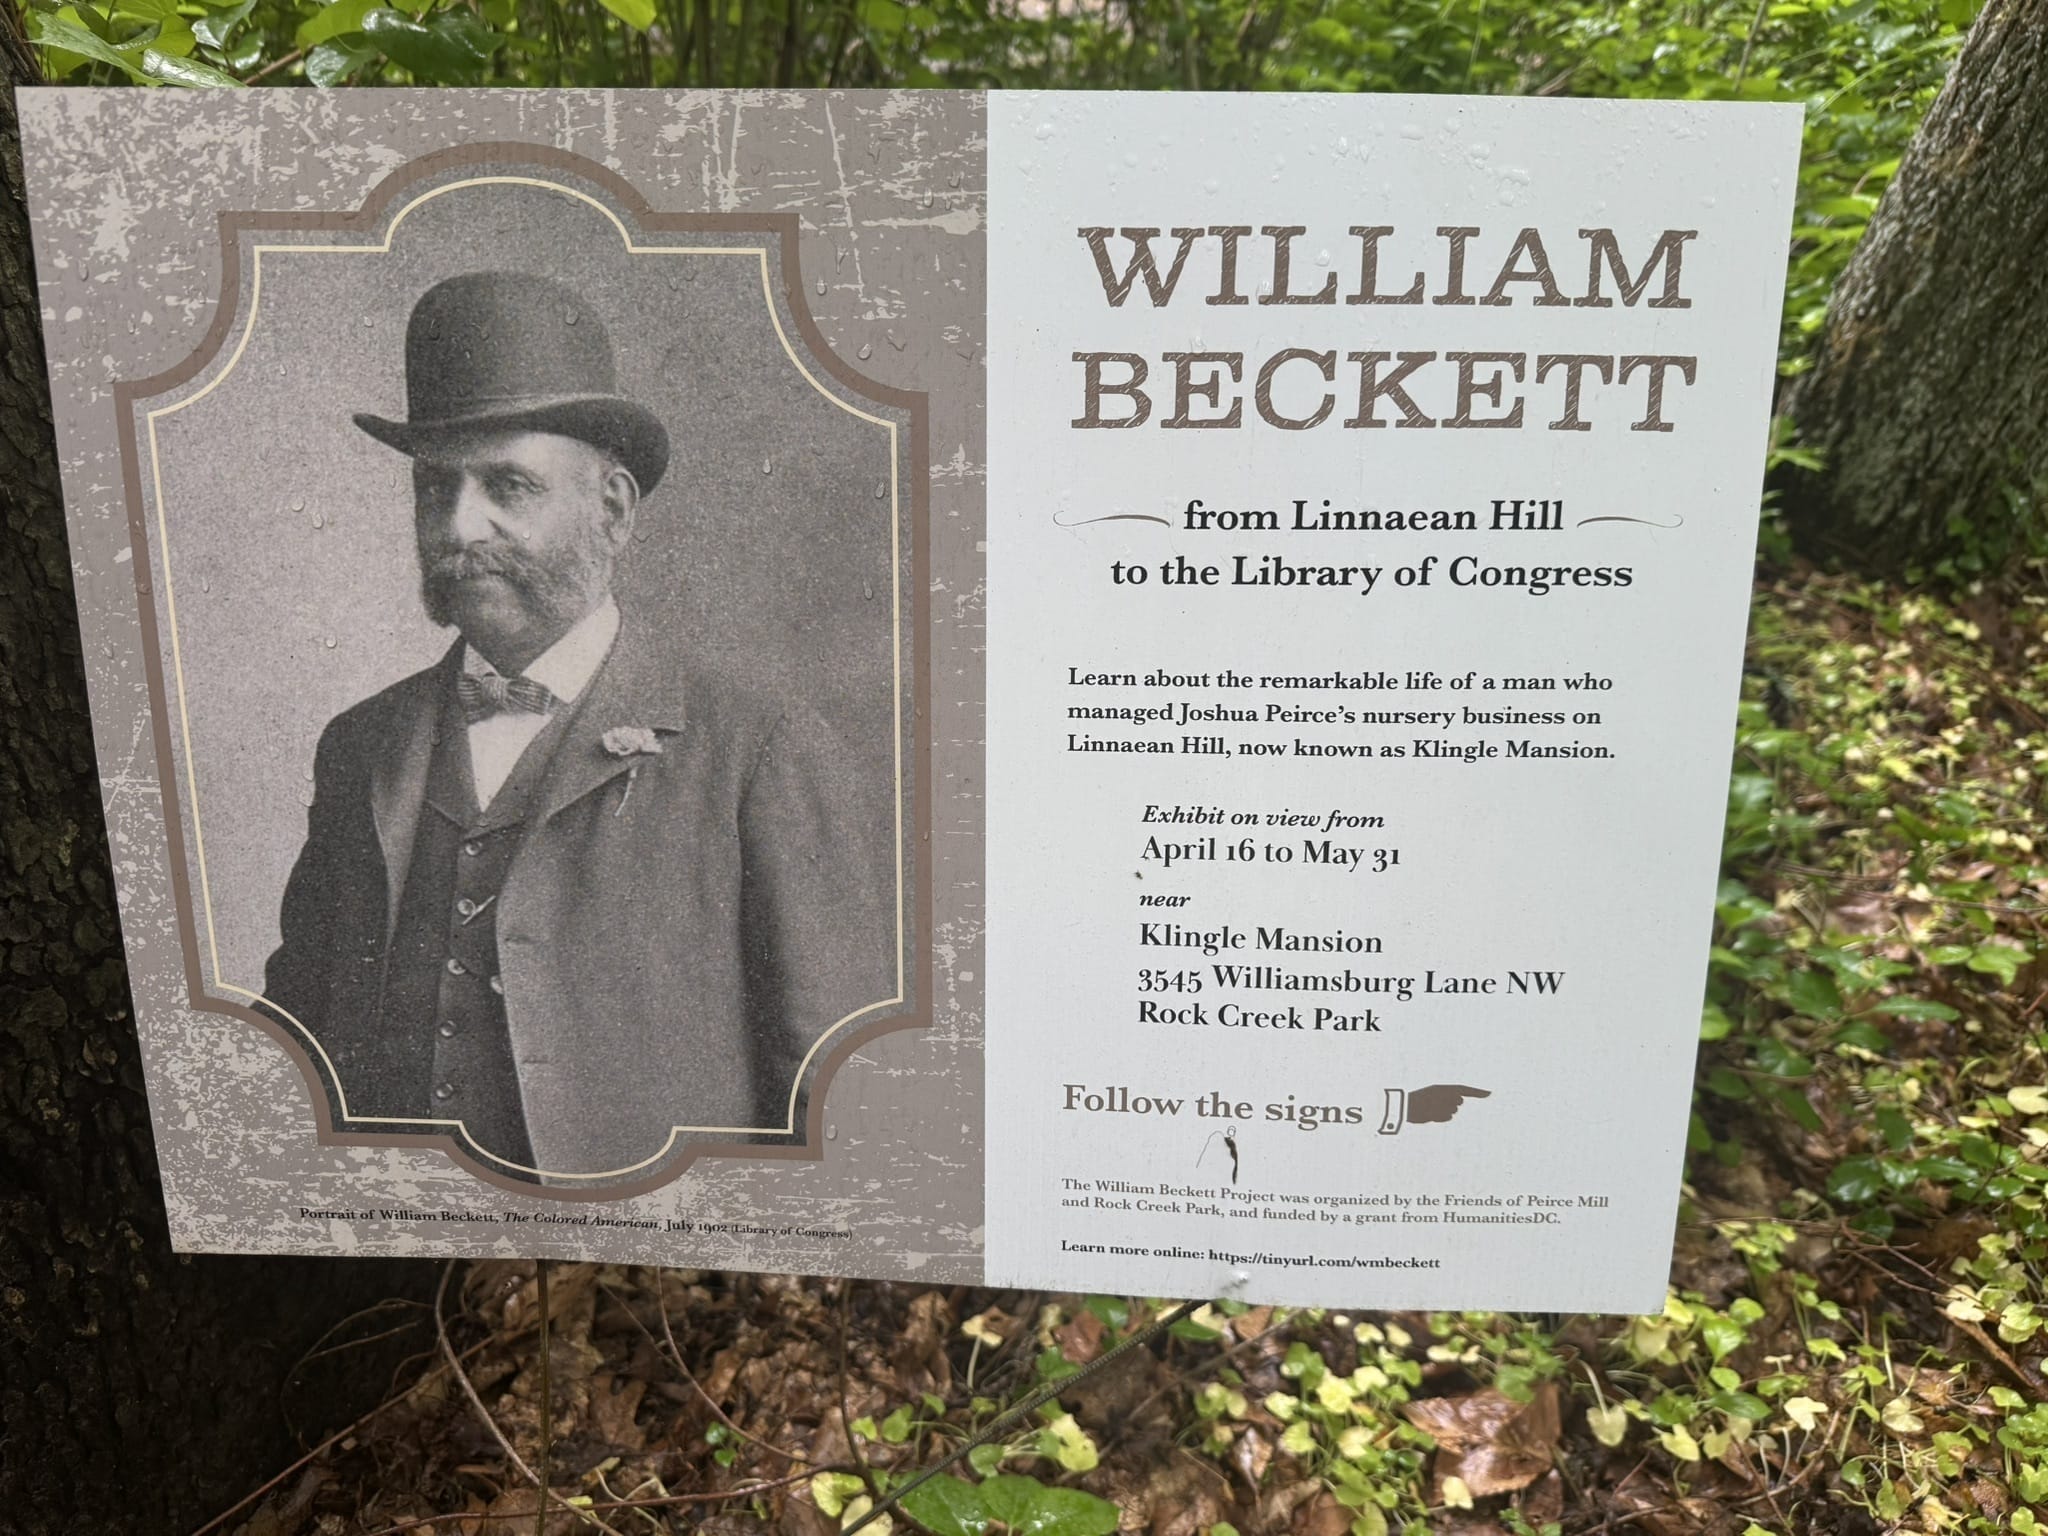 WILLIAM
BECKETT
from Linnaean Hill
to the Library of Congress
Learn about the remarkable life of a man who
managed Joshua Peirce's nursery business on
Linnaean Hill, now known as Klingle Mansion.
Exhibit on view from
April 16 to May 31
near
Klingle Mansion
3545 Williamsburg Lane NW
Rock Creek Park
Follow the signs
The William Beckett Project was organized by the Friends of Peirce Mill
and Rock Creek Park, and funded by a grant from HumanitiesDC.
Learn more online: https://tinyurl.com/wmbeckett
Portrait of William Beckett, The Colored American, July 1902 (Library of Congress)